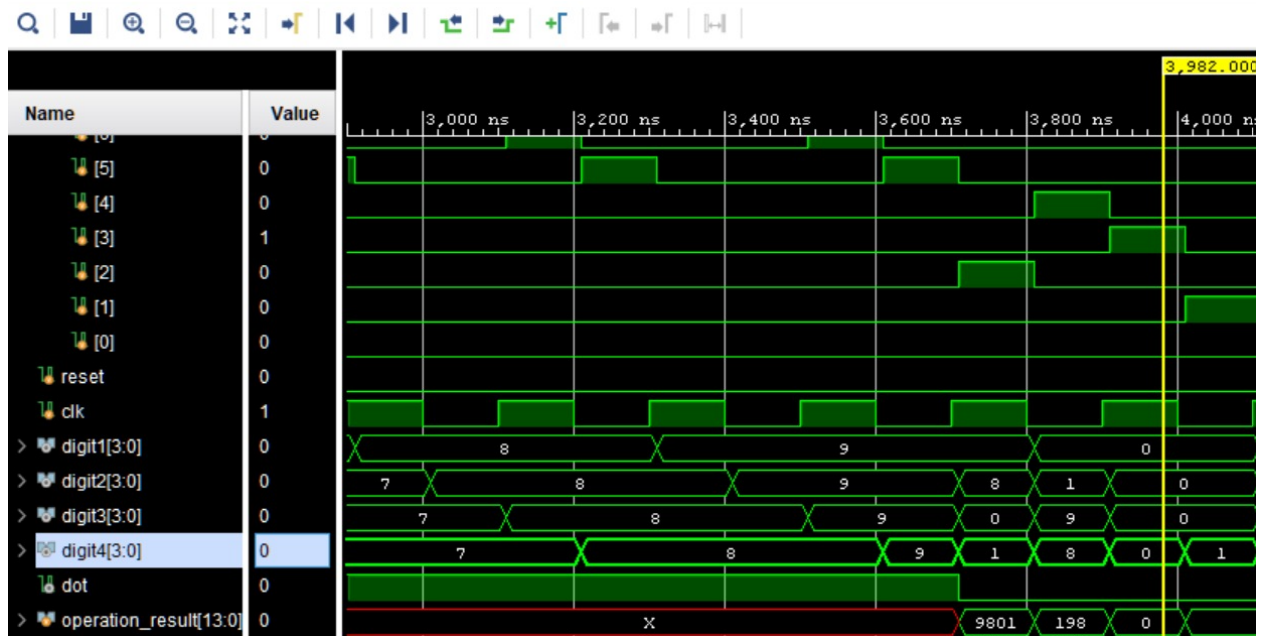 3,982.000
Name Value
3,000 ns 3,200 ns 3,400 ns 3,600 ns 3,800 ns 4,000 n
[5] 0
[4] 0
[3] 1
[2] 0
[1] 0
[0] 0
reset 0
clk 1
digit1[3:0] 0 8 9 0
digit2[3:0] 0 7 8 9 8 1 0
digit3[3:0] 0 7 8 9 0 9 0
digit4[3:0] 0 7 8 9 1 8 0 1
dot 0
operation_result[13:0] 0 X 9801 198 0